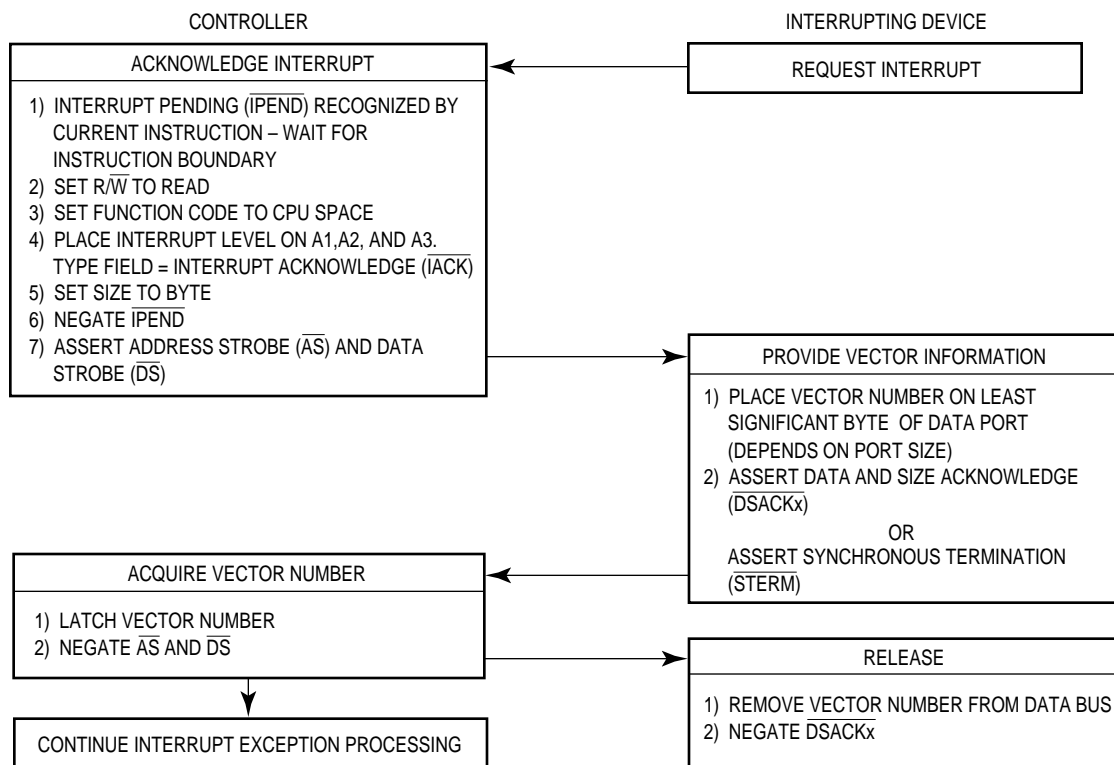 CONTROLLER
INTERRUPTING DEVICE
ACKNOWLEDGE INTERRUPT
REQUEST INTERRUPT
1) INTERRUPT PENDING (IPEND) RECOGNIZED BY
CURRENT INSTRUCTION – WAIT FOR
INSTRUCTION BOUNDARY
2) SET R/W TO READ
3) SET FUNCTION CODE TO CPU SPACE
4) PLACE INTERRUPT LEVEL ON A1,A2, AND A3.
TYPE FIELD = INTERRUPT ACKNOWLEDGE (IACK)
5) SET SIZE TO BYTE
6) NEGATE IPEND
7) ASSERT ADDRESS STROBE (AS) AND DATA
STROBE (DS)
PROVIDE VECTOR INFORMATION
1) PLACE VECTOR NUMBER ON LEAST
SIGNIFICANT BYTE OF DATA PORT
(DEPENDS ON PORT SIZE)
2) ASSERT DATA AND SIZE ACKNOWLEDGE
(DSACKx)
OR
ASSERT SYNCHRONOUS TERMINATION
(STERM)
ACQUIRE VECTOR NUMBER
1) LATCH VECTOR NUMBER
2) NEGATE AS AND DS
RELEASE
1) REMOVE VECTOR NUMBER FROM DATA BUS
2) NEGATE DSACKx
CONTINUE INTERRUPT EXCEPTION PROCESSING